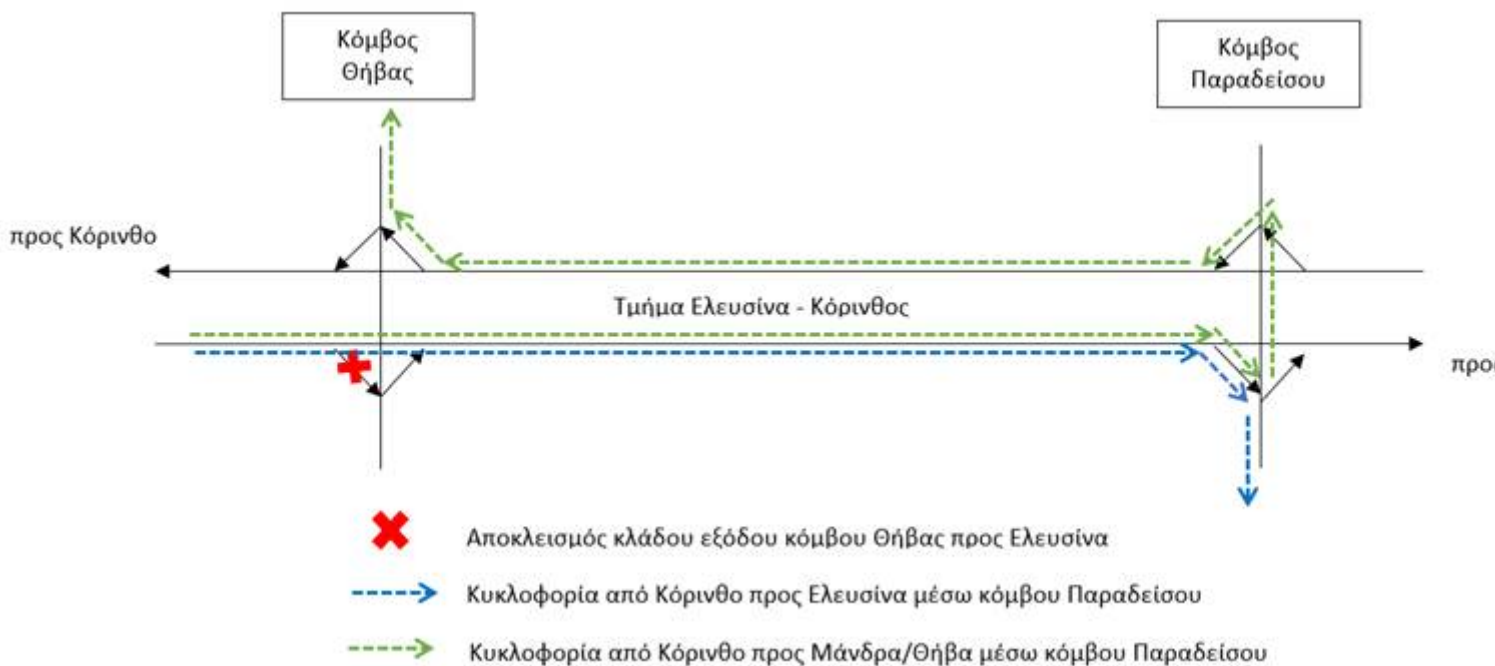 Κόμβος
Θήβας
Κόμβος
Παραδείσου
προς Κόρινθο
Τμήμα Ελευσίνα - Κόρινθος
προς
Αποκλεισμός κλάδου εξόδου κόμβου Θήβας προς Ελευσίνα
Κυκλοφορία από Κόρινθο προς Ελευσίνα μέσω κόμβου Παραδείσου
Κυκλοφορία από Κόρινθο προς Μάνδρα/Θήβα μέσω κόμβου Παραδείσου